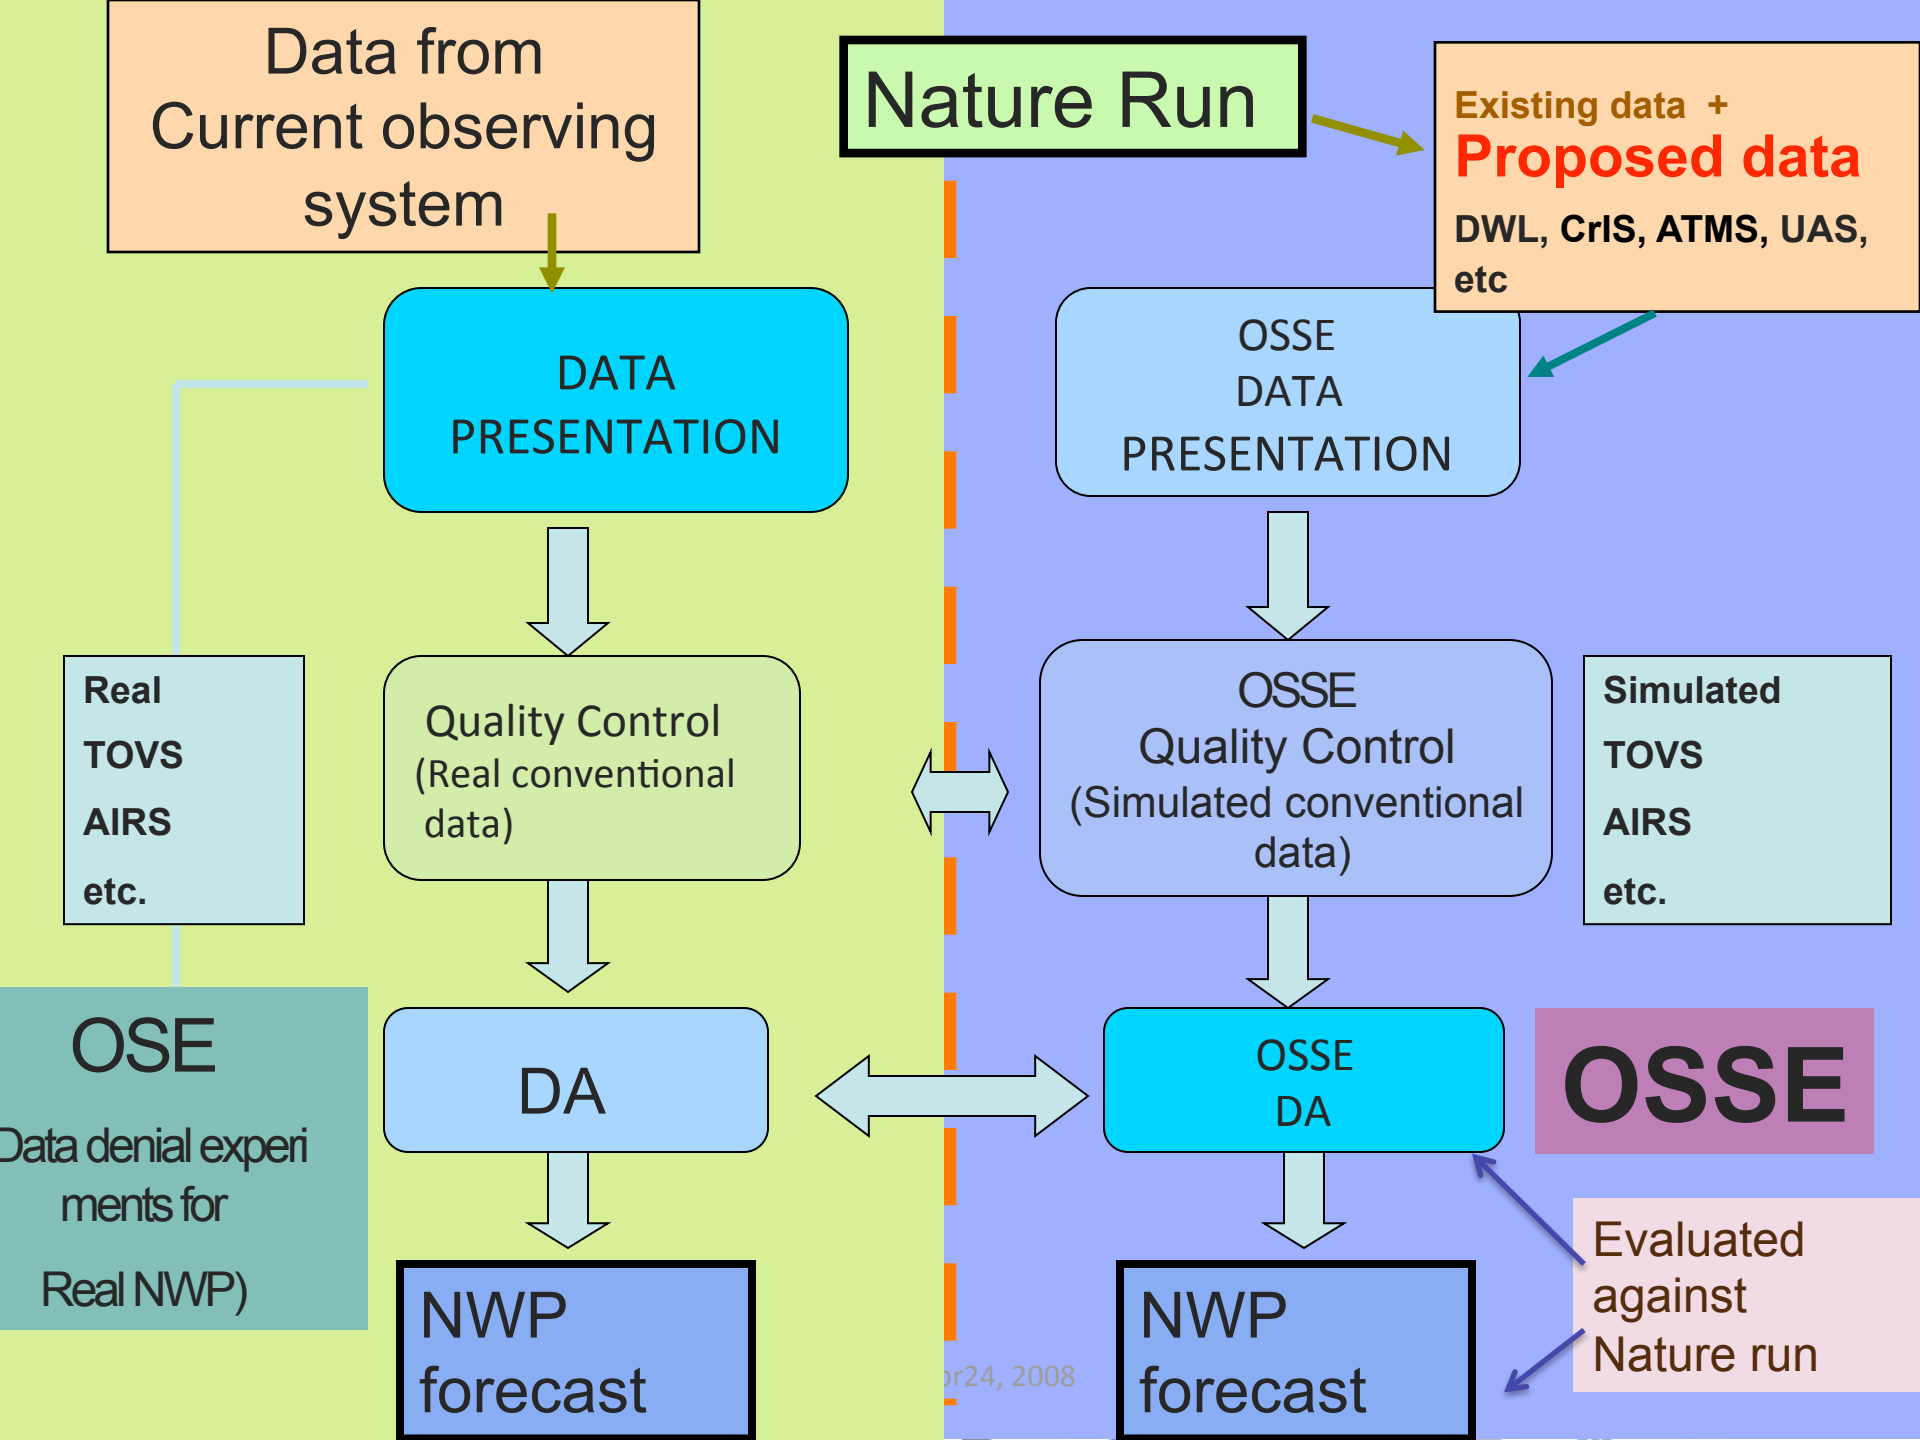 Data from
Current observing
system
Nature Run
Existing data +
Proposed data
DWL, CrIS, ATMS, UAS,
etc
DATA
PRESENTATION
OSSE
DATA
PRESENTATION
Real
TOVS
AIRS
etc.
Quality Control
(Real conventional
data)
OSSE
Quality Control
(Simulated conventional
data)
Simulated
TOVS
AIRS
etc.
OSE
Data denial experi
ments for
Real NWP)
DA
OSSE
DA
OSSE
Evaluated
against
Nature run
NWP
forecast
24, 2008
NWP
forecast